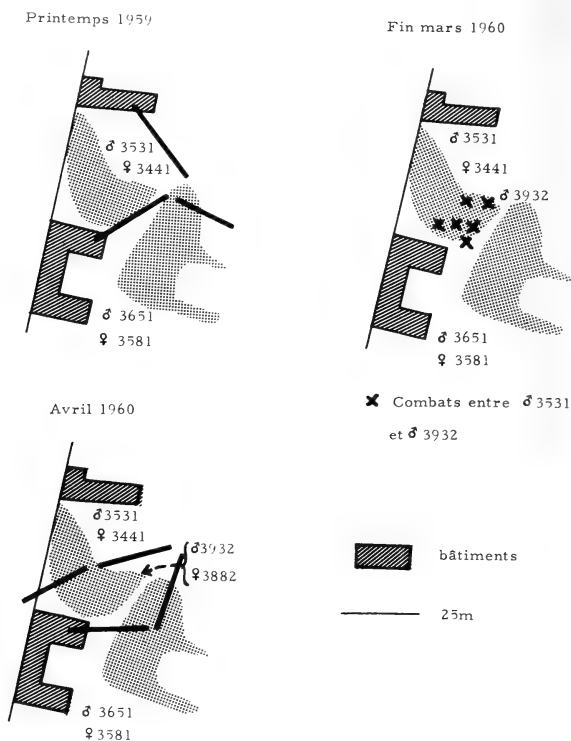 Printemps 1959
♂ 3531
♀ 3441
♂ 3651
♀ 3581
Fin mars 1960
♂ 3531
♀ 3441
♂ 3932
♂ 3651
♀ 3581
✖ Combats entre ♂ 3531
et ♂ 3932
Avril 1960
♂ 3531
♀ 3441
♂ 3932
♀ 3882
♂ 3651
♀ 3581
bâtiments
25m